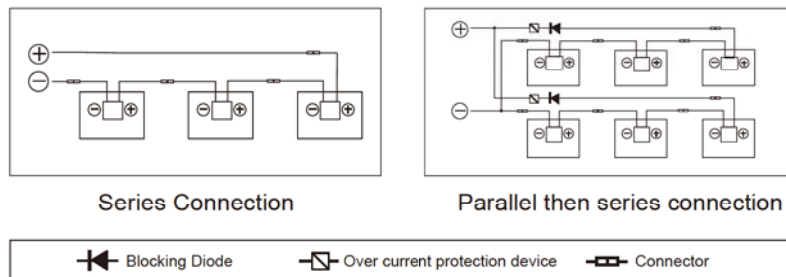 Series Connection
Parallel then series connection
Blocking Diode
Over current protection device
Connector